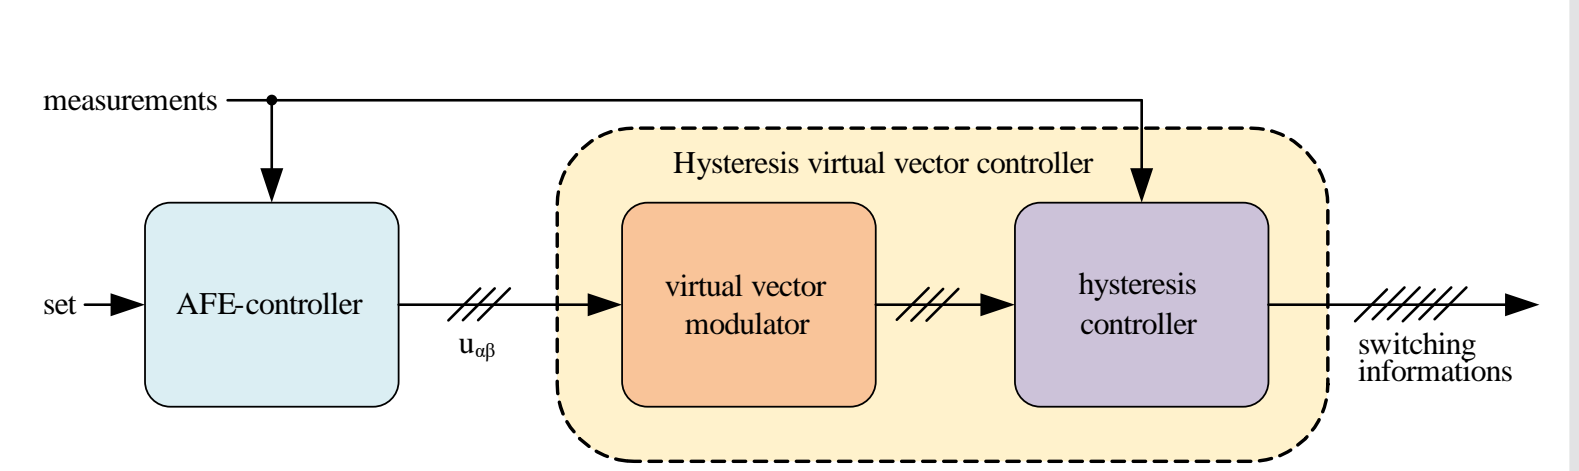 measurements
Hysteresis virtual vector controller
set
AFE-controller
uαβ
virtual vector
modulator
hysteresis
controller
switching
informations